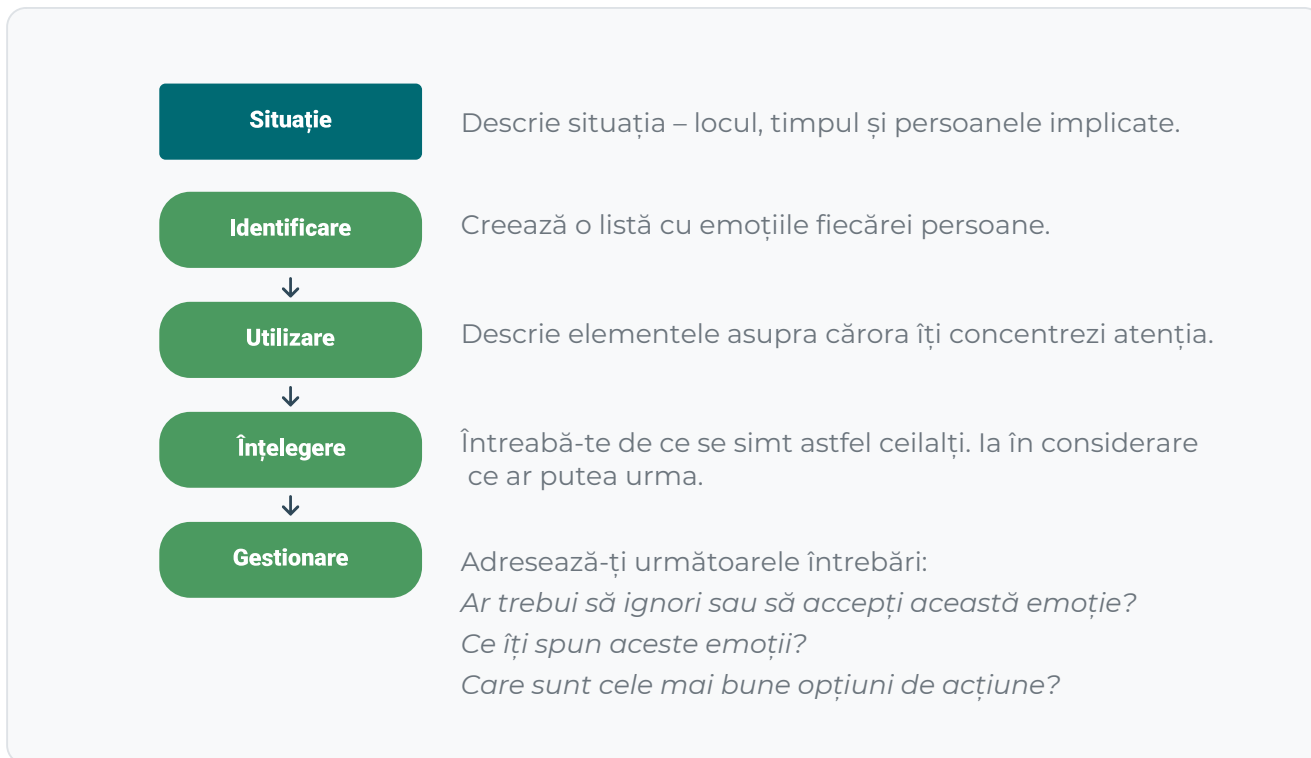 Situație
Descrie situația – locul, timpul și persoanele implicate.
Identificare
Creează o listă cu emoțiile fiecărei persoane.
Utilizare
Descrie elementele asupra cărora îți concentrezi atenția.
Înțelegere
Întreabă-te de ce se simt astfel ceilalți. Ia în considerare
ce ar putea urma.
Gestionare
Adresează-ți următoarele întrebări:
Ar trebui să ignori sau să accepți această emoție?
Ce îți spun aceste emoții?
Care sunt cele mai bune opțiuni de acțiune?